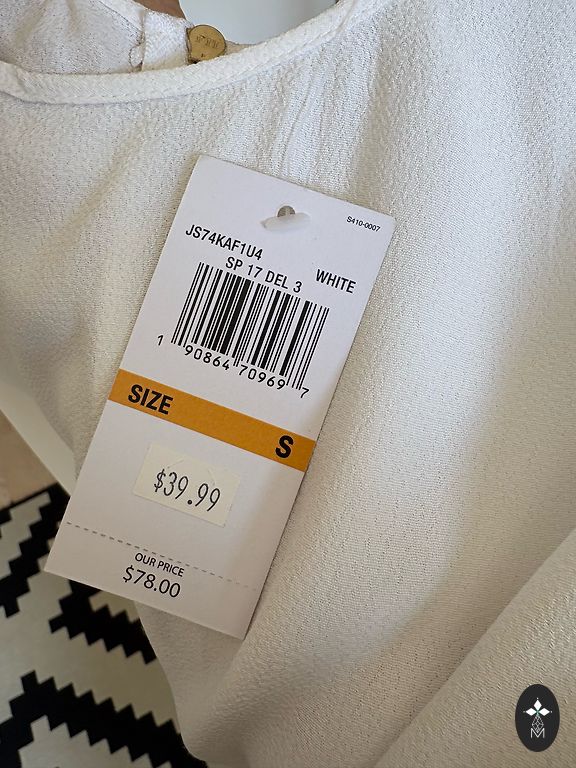 S410-0007
JS74KAF1U4
SP 17 DEL 3
WHITE
1 90864 70969 7
SIZE
S
$39.99
OUR PRICE
$78.00
M